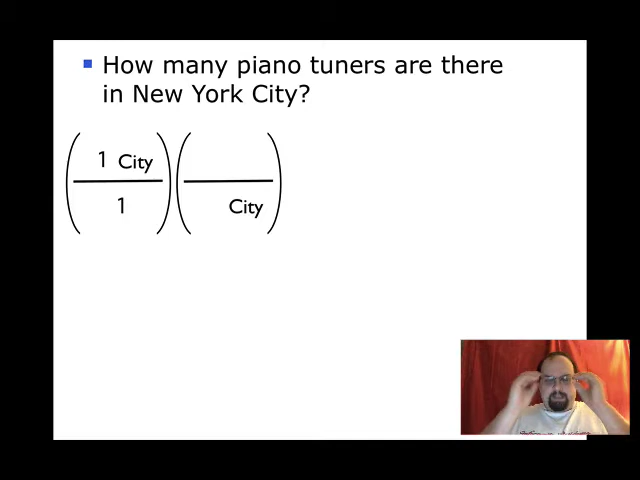 How many piano tuners are there
in New York City?
1 City
1
City